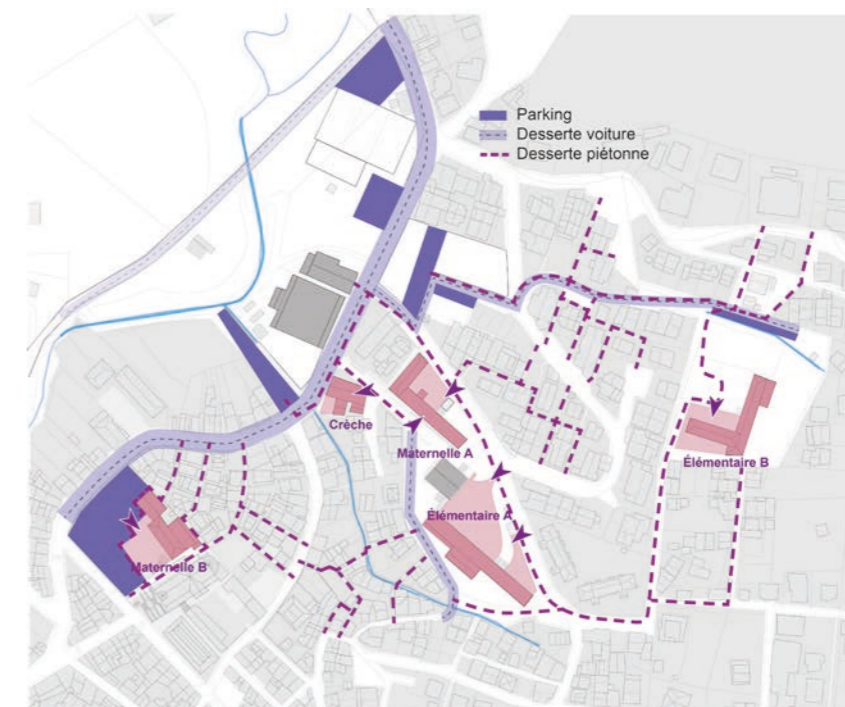 Parking
Desserte voiture
Desserte piétonne
Crèche
Maternelle A
Élémentaire B
Élémentaire A
Maternelle B